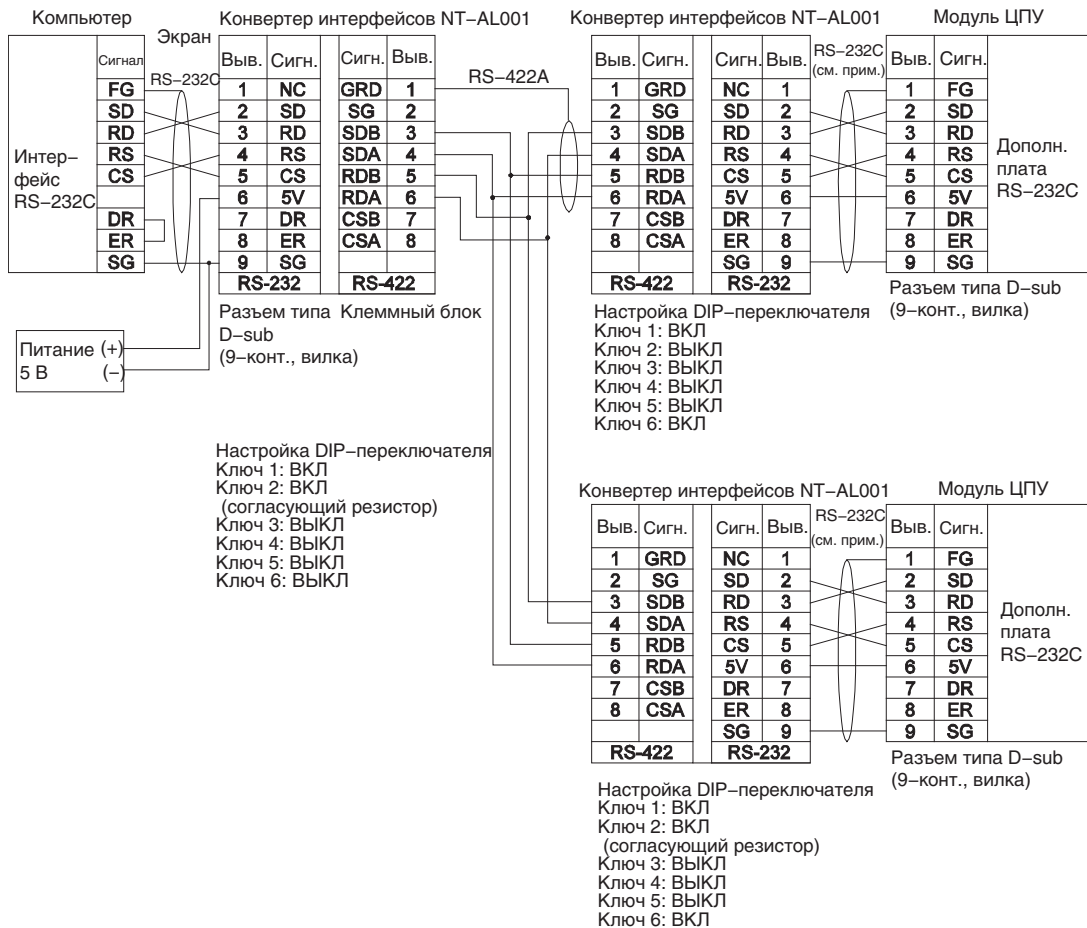 Компьютер
Экран
Конвертер интерфейсов NT–AL001
Конвертер интерфейсов NT–AL001
Модуль ЦПУ
Интер–
фейс
RS–232C
Сигнал
FG
SD
RD
RS
CS
DR
ER
SG
RS–232C
Выв. Сигн.
1 NC
2 SD
3 RD
4 RS
5 CS
6 5V
7 DR
8 ER
9 SG
RS-232
Сигн. Выв.
GRD 1
SG 2
SDB 3
SDA 4
RDB 5
RDA 6
CSB 7
CSA 8
RS-422
RS–422A
Выв. Сигн.
1 GRD
2 SG
3 SDB
4 SDA
5 RDB
6 RDA
7 CSB
8 CSA
RS-422
Сигн. Выв.
NC 1
SD 2
RD 3
RS 4
CS 5
5V 6
DR 7
ER 8
SG 9
RS-232
RS–232C
(см. прим.)
Выв. Сигн.
1 FG
2 SD
3 RD
4 RS
5 CS
6 5V
7 DR
8 ER
9 SG
Дополн.
плата
RS–232C
Разъем типа D–sub
(9–конт., вилка)
Разъем типа
D–sub
(9–конт., вилка)
Клеммный блок
Питание (+)
5 В (–)
Настройка DIP–переключателя
Ключ 1: ВКЛ
Ключ 2: ВЫКЛ
Ключ 3: ВЫКЛ
Ключ 4: ВЫКЛ
Ключ 5: ВЫКЛ
Ключ 6: ВКЛ
Настройка DIP–переключателя
Ключ 1: ВКЛ
Ключ 2: ВКЛ
(согласующий резистор)
Ключ 3: ВЫКЛ
Ключ 4: ВЫКЛ
Ключ 5: ВЫКЛ
Ключ 6: ВЫКЛ
Конвертер интерфейсов NT–AL001
Модуль ЦПУ
Выв. Сигн.
1 GRD
2 SG
3 SDB
4 SDA
5 RDB
6 RDA
7 CSB
8 CSA
RS-422
Сигн. Выв.
NC 1
SD 2
RD 3
RS 4
CS 5
5V 6
DR 7
ER 8
SG 9
RS-232
RS–232C
(см. прим.)
Выв. Сигн.
1 FG
2 SD
3 RD
4 RS
5 CS
6 5V
7 DR
8 ER
9 SG
Дополн.
плата
RS–232C
Разъем типа D–sub
(9–конт., вилка)
Настройка DIP–переключателя
Ключ 1: ВКЛ
Ключ 2: ВКЛ
(согласующий резистор)
Ключ 3: ВЫКЛ
Ключ 4: ВЫКЛ
Ключ 5: ВЫКЛ
Ключ 6: ВКЛ